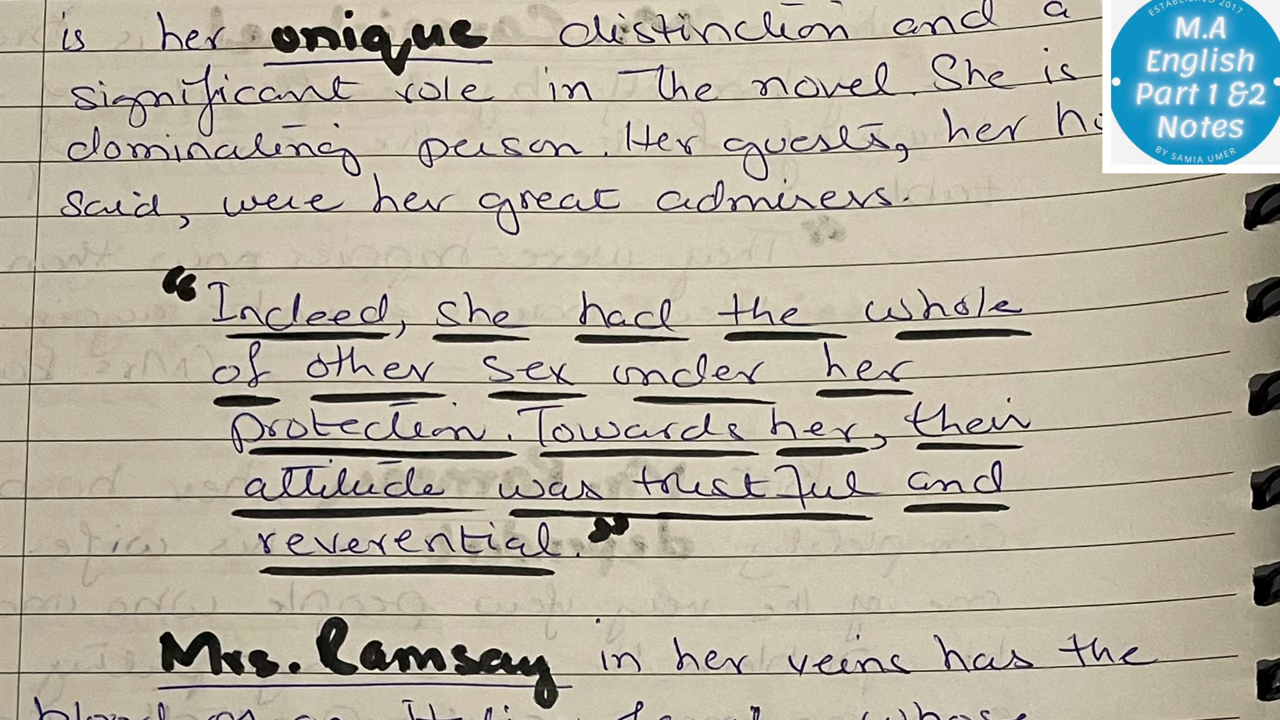 is her unique distinction and a
significant role in the novel. She is
dominating person. Her guests, her
said, were her great admirers.
"Indeed, she had the whole
of other sex under her
protection. Towards her, their
attitude was trustful and
reverential."
Mrs. Ramsay in her veins has the
ESTABLISHED 2017
M.A
English
Part 1 &2
Notes
BY SAMIA UMER